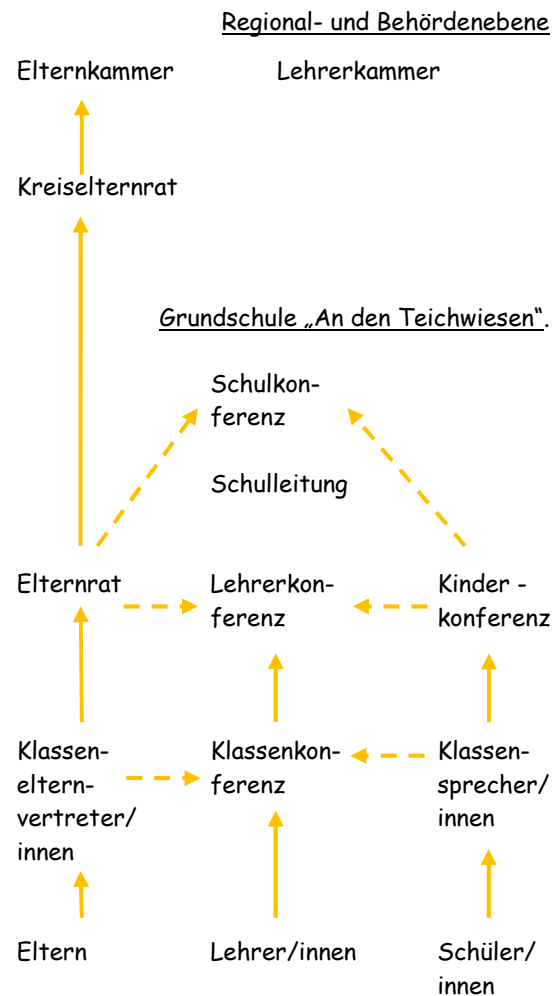 Regional- und Behördenebene
Elternkammer
Lehrerkammer
Kreiselternrat
Grundschule „An den Teichwiesen“.
Schulkon-
ferenz
Schulleitung
Elternrat
Lehrerkon-
ferenz
Kinder -
konferenz
Klassen-
eltern-
vertreter/
innen
Klassenkon-
ferenz
Klassen-
sprecher/
innen
Eltern
Lehrer/innen
Schüler/
innen